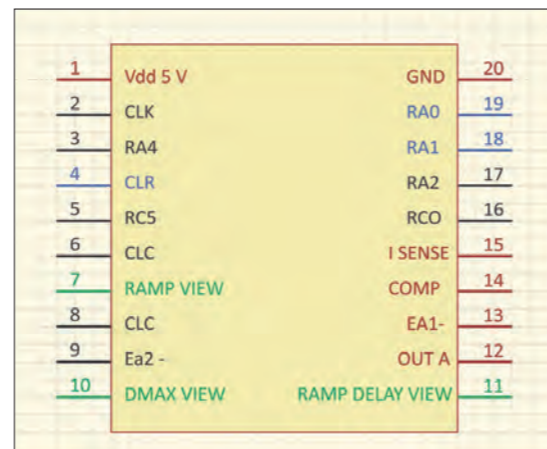 1 Vdd 5 V GND 20
2 CLK RA0 19
3 RA4 RA1 18
4 CLR RA2 17
5 RC5 RCO 16
6 CLC I SENSE 15
7 RAMP VIEW COMP 14
8 CLC EA1- 13
9 Ea2 - OUT A 12
10 DMAX VIEW RAMP DELAY VIEW 11